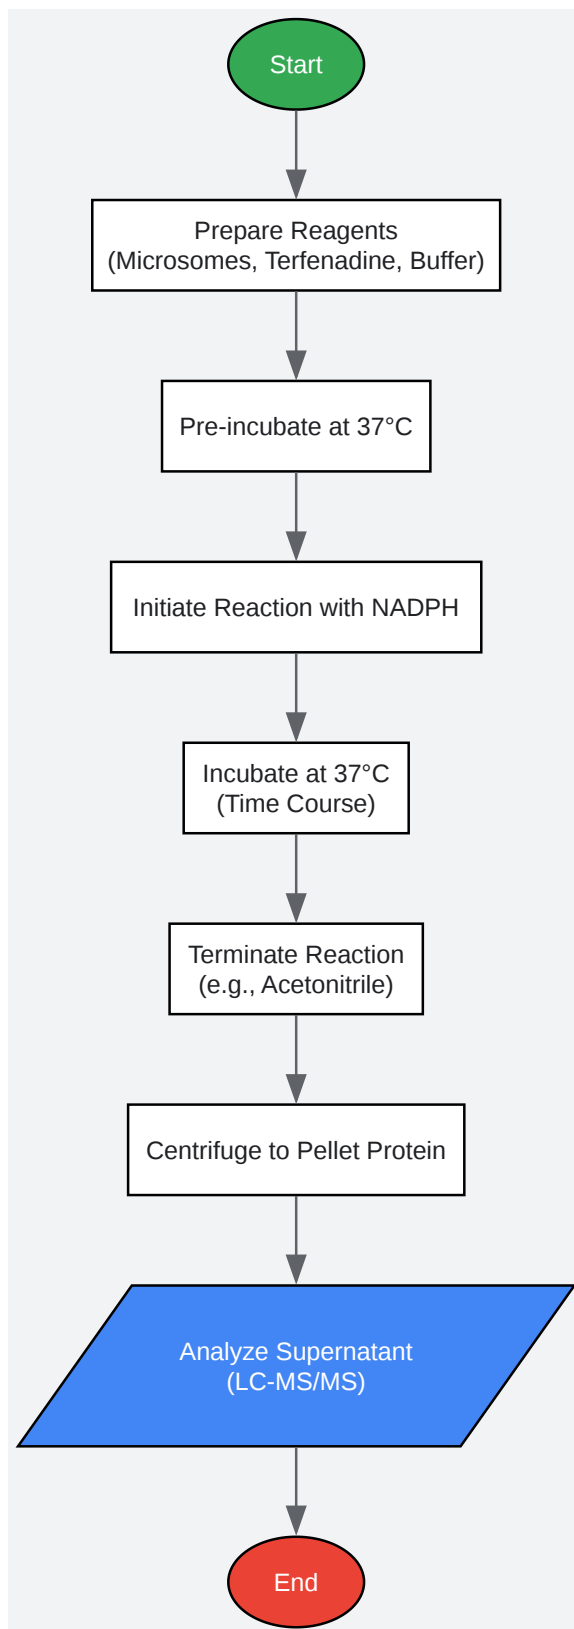 Start
Prepare Reagents
(Microsomes, Terfenadine, Buffer)
Pre-incubate at 37°C
Initiate Reaction with NADPH
Incubate at 37°C
(Time Course)
Terminate Reaction
(e.g., Acetonitrile)
Centrifuge to Pellet Protein
Analyze Supernatant
(LC-MS/MS)
End